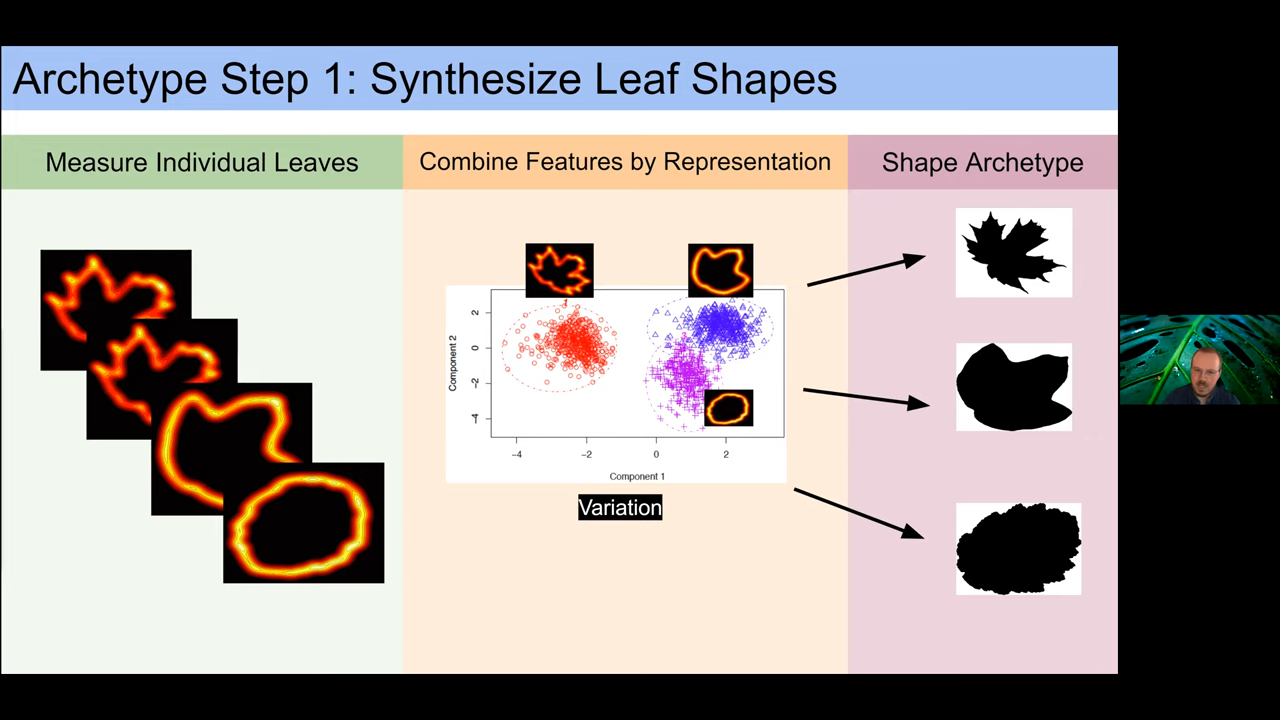 Archetype Step 1: Synthesize Leaf Shapes
Measure Individual Leaves
Combine Features by Representation
Shape Archetype
Component 2
2
0
-2
-4
-4
-2
0
2
Component 1
Variation